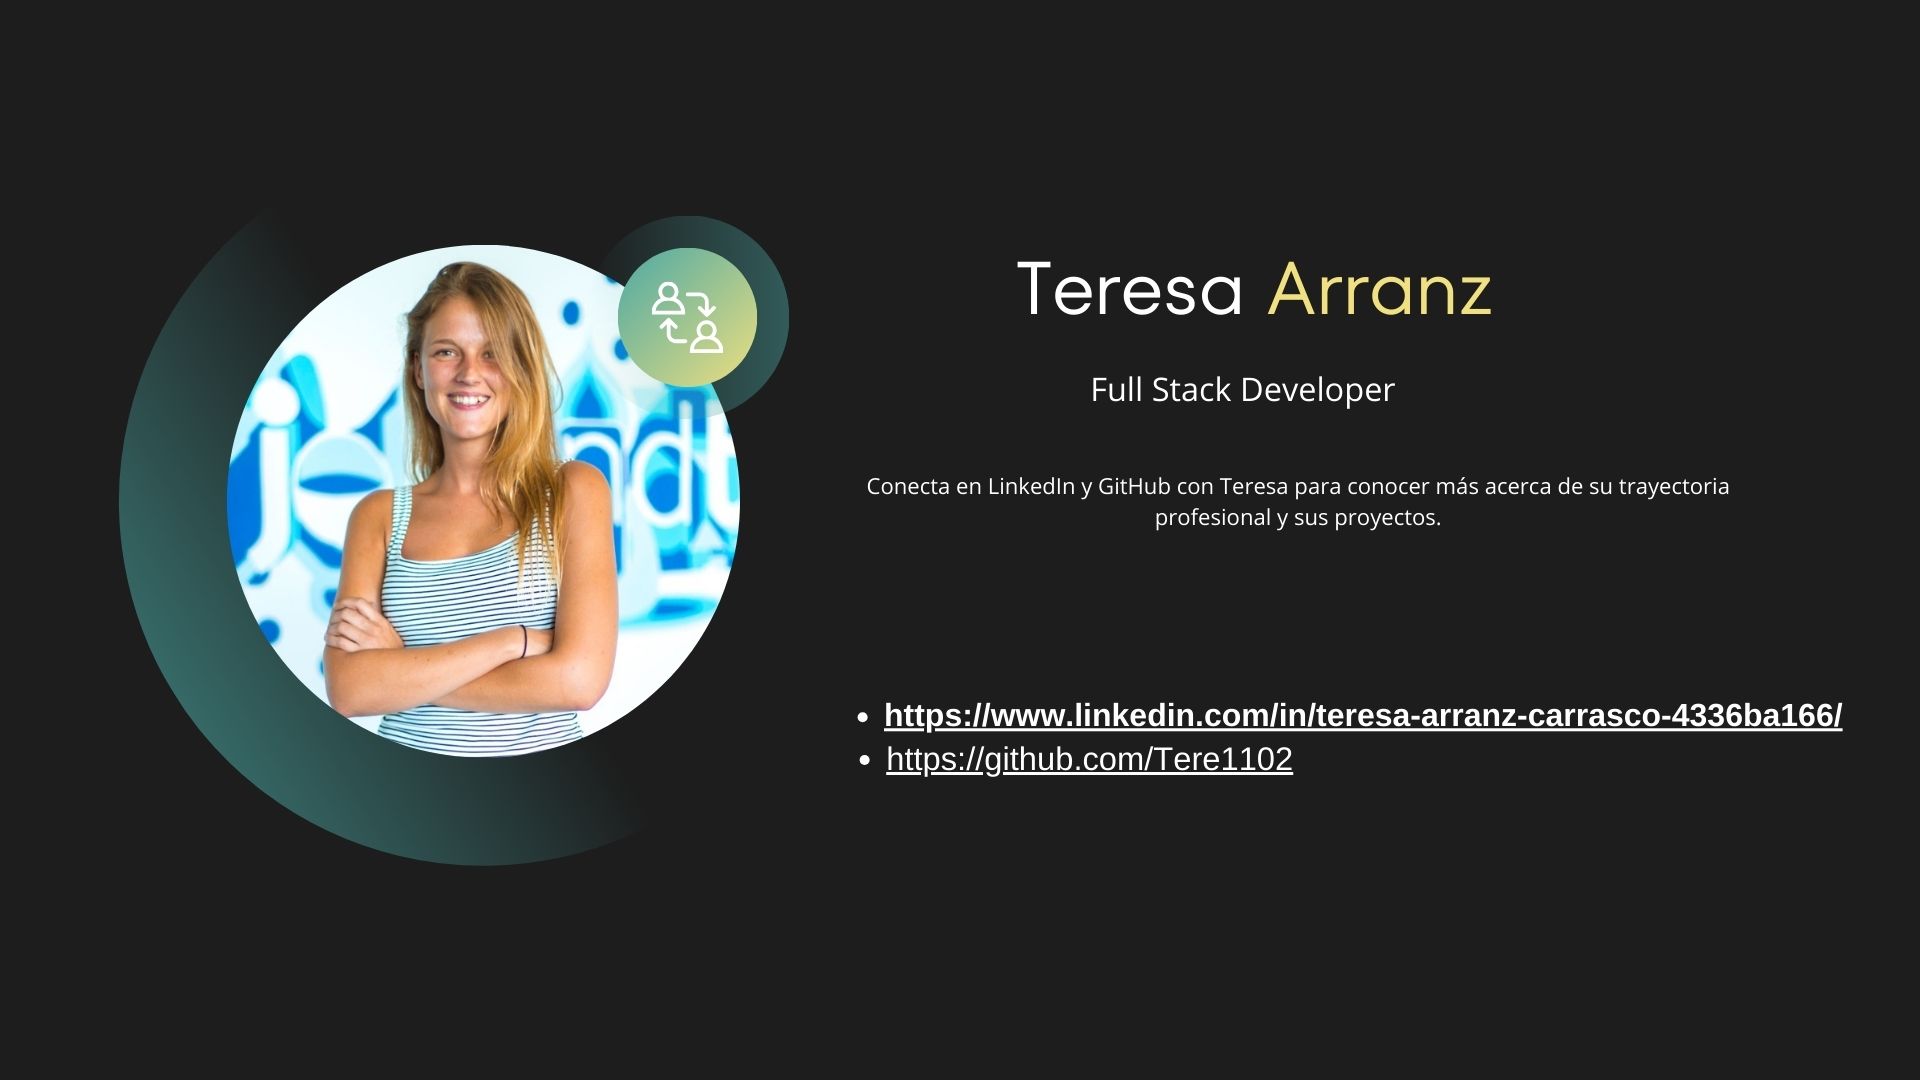 Teresa Arranz
Full Stack Developer
Conecta en LinkedIn y GitHub con Teresa para conocer más acerca de su trayectoria
profesional y sus proyectos.
https://www.linkedin.com/in/teresa-arranz-carrasco-4336ba166/
https://github.com/Tere1102